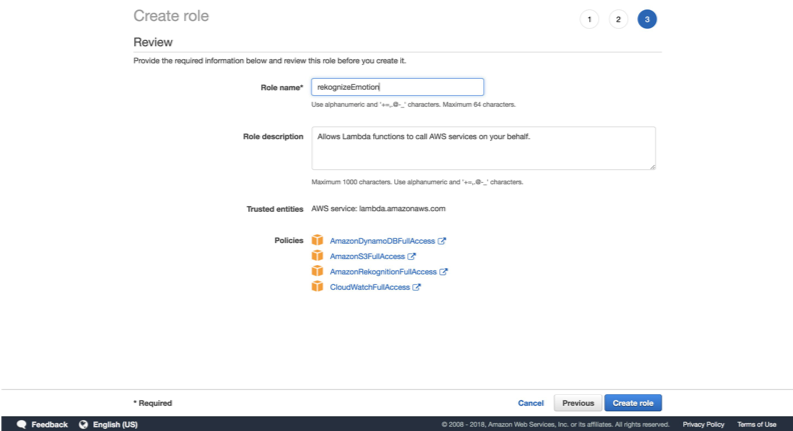 Create role
1 2 3
Review
Provide the required information below and review this role before you create it.
Role name* rekognizeEmotion
Use alphanumeric and '+=,.@-_' characters. Maximum 64 characters.
Role description Allows Lambda functions to call AWS services on your behalf.
Maximum 1000 characters. Use alphanumeric and '+=,.@-_' characters.
Trusted entities AWS service: lambda.amazonaws.com
Policies AmazonDynamoDBFullAccess
AmazonS3FullAccess
AmazonRekognitionFullAccess
CloudWatchFullAccess
* Required Cancel Previous Create role
Feedback English (US) © 2008 - 2018, Amazon Web Services, Inc. or its affiliates. All rights reserved. Privacy Policy Terms of Use